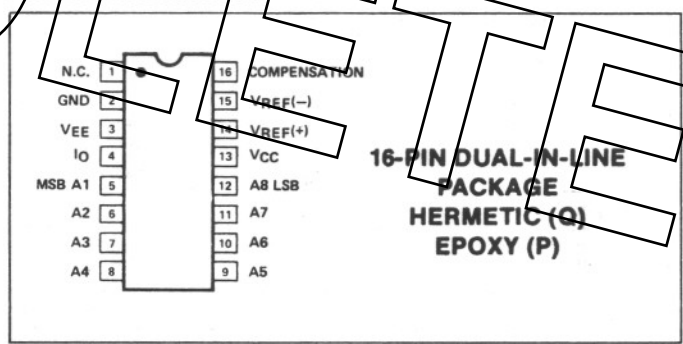 N.C. 1 16 COMPENSATION
GND 2 15 VREF(−)
VEE 3 14 VREF(+)
IO 4 13 VCC
MSB A1 5 12 A8 LSB
A2 6 11 A7
A3 7 10 A6
A4 8 9 A5
16-PIN DUAL-IN-LINE
PACKAGE
HERMETIC (Q)
EPOXY (P)
LETE